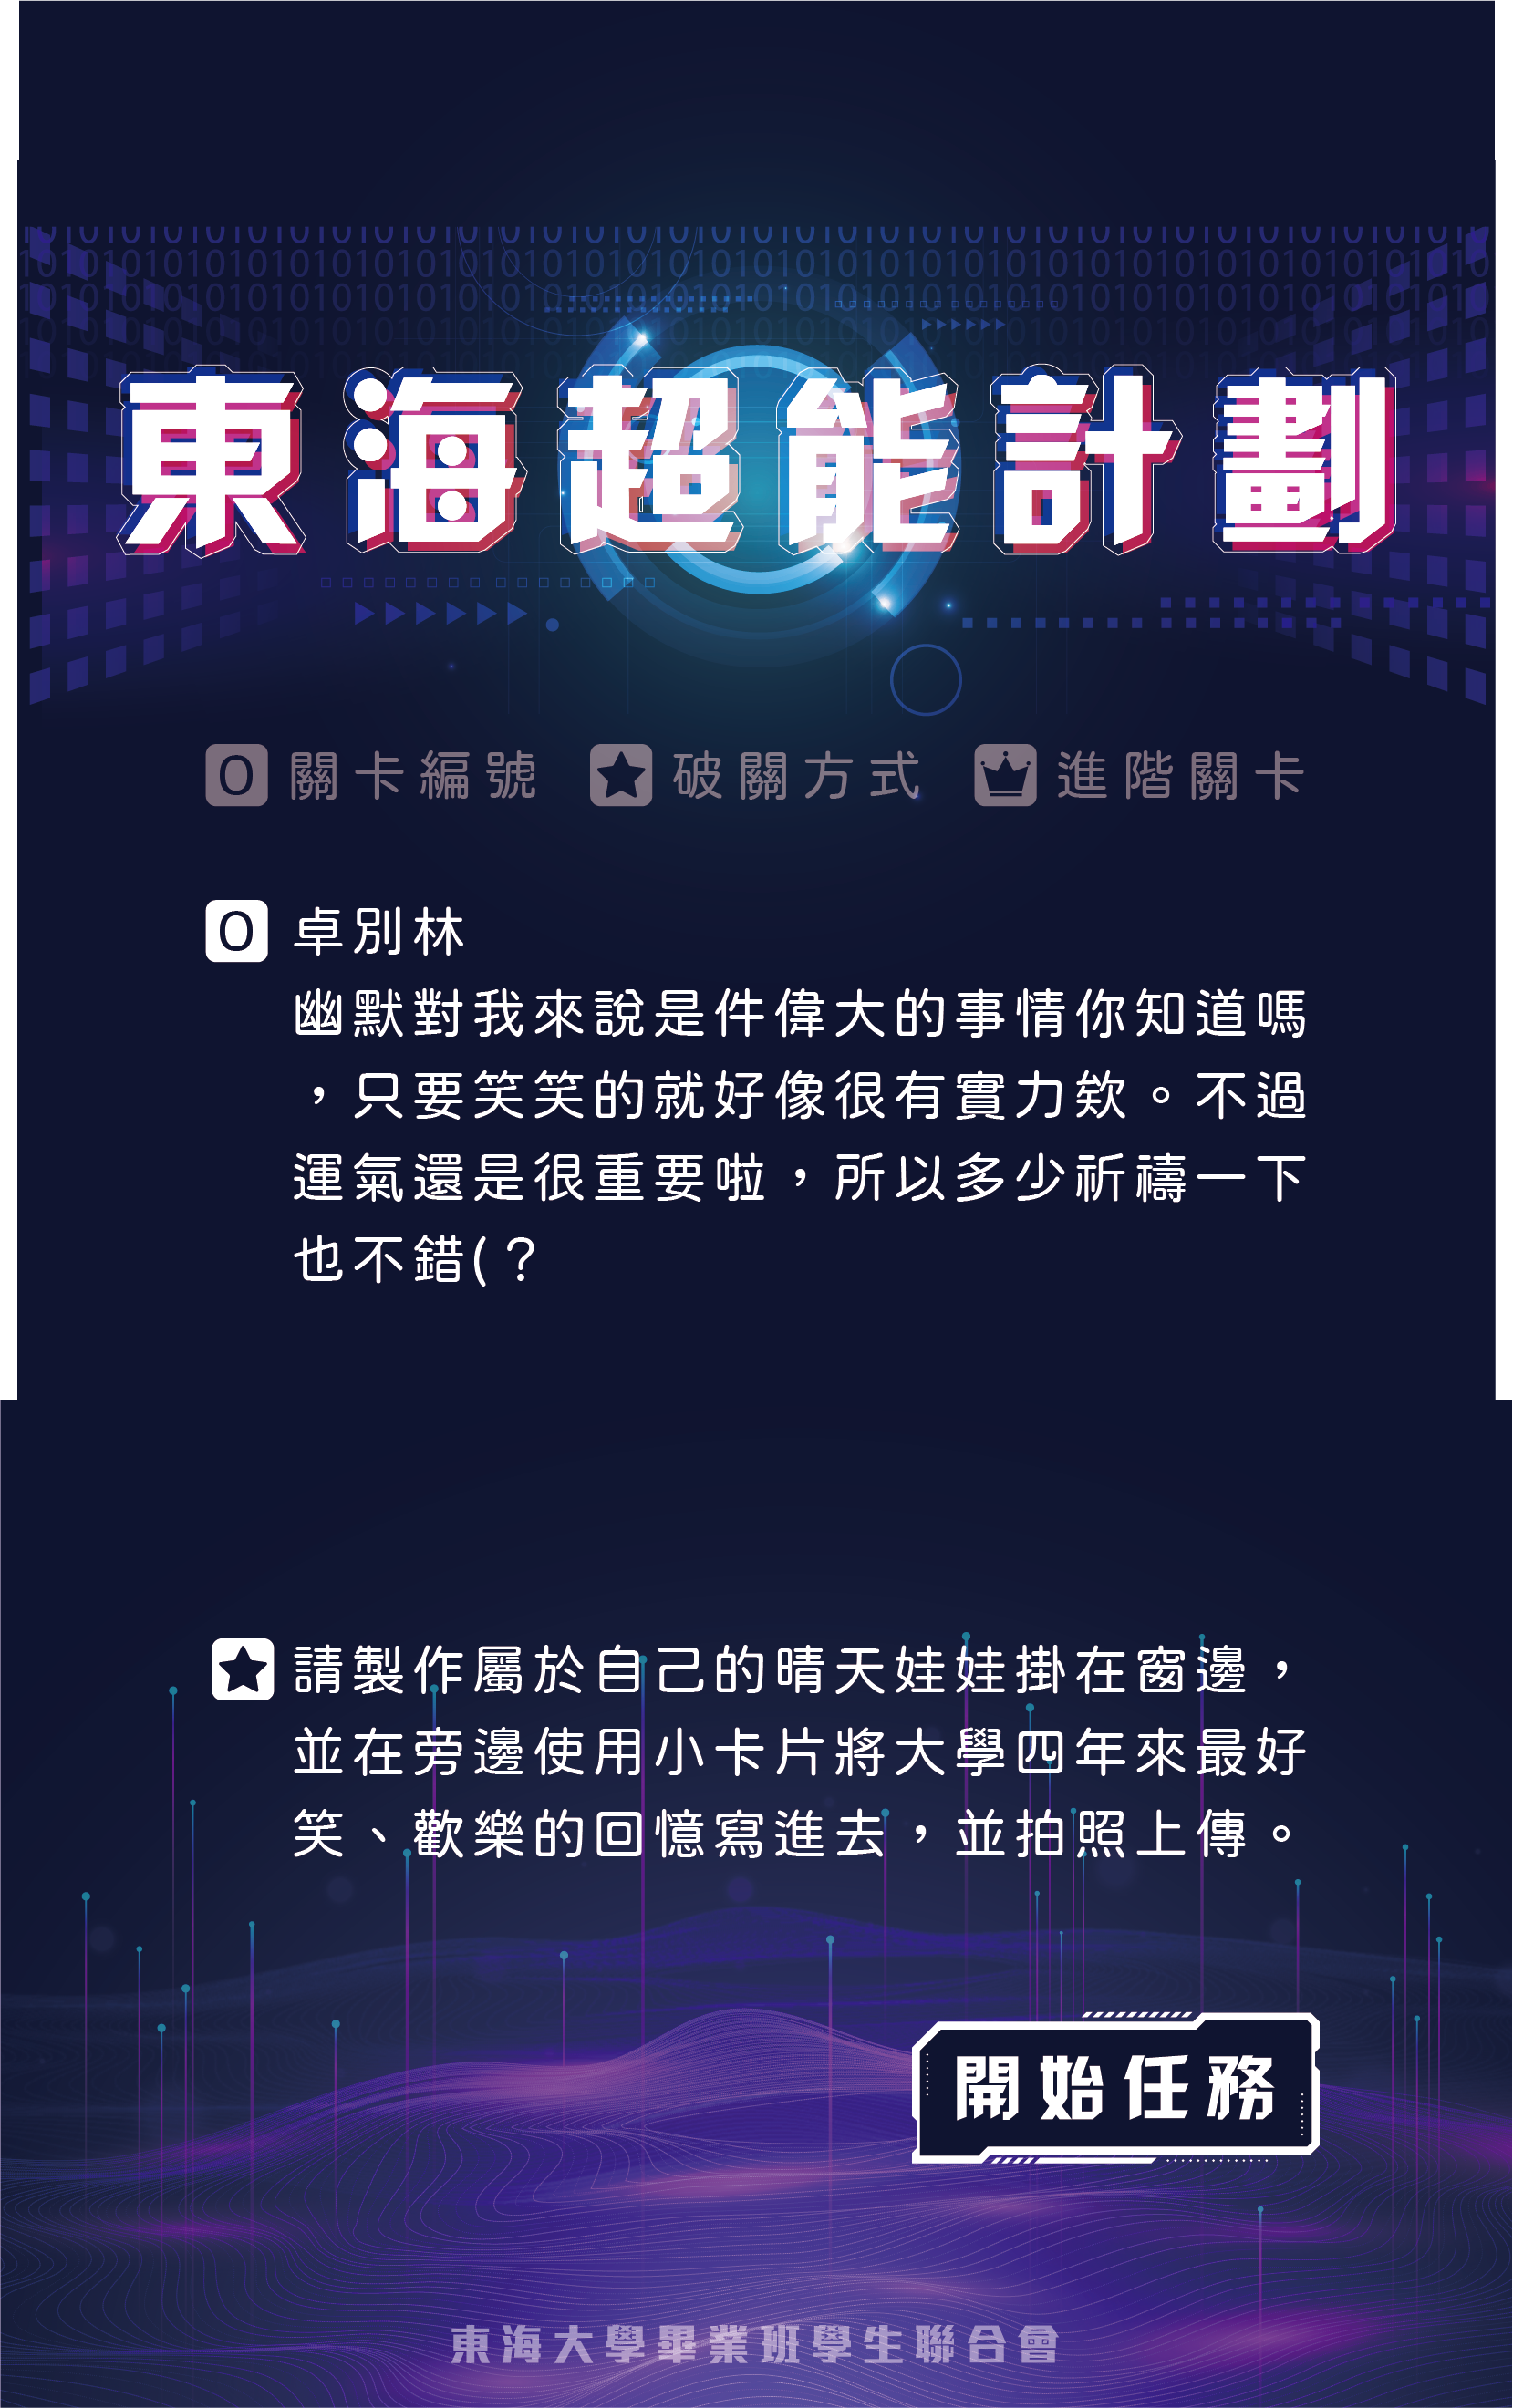 東海超能計劃
O 關卡編號 ★ 破關方式 進階關卡
O 卓別林
幽默對我來說是件偉大的事情你知道嗎
，只要笑笑的就好像很有實力欸。不過
運氣還是很重要啦，所以多少祈禱一下
也不錯(？
★ 請製作屬於自己的晴天娃娃掛在窗邊，
並在旁邊使用小卡片將大學四年來最好
笑、歡樂的回憶寫進去，並拍照上傳。
開始任務
東海大學畢業班學生聯合會